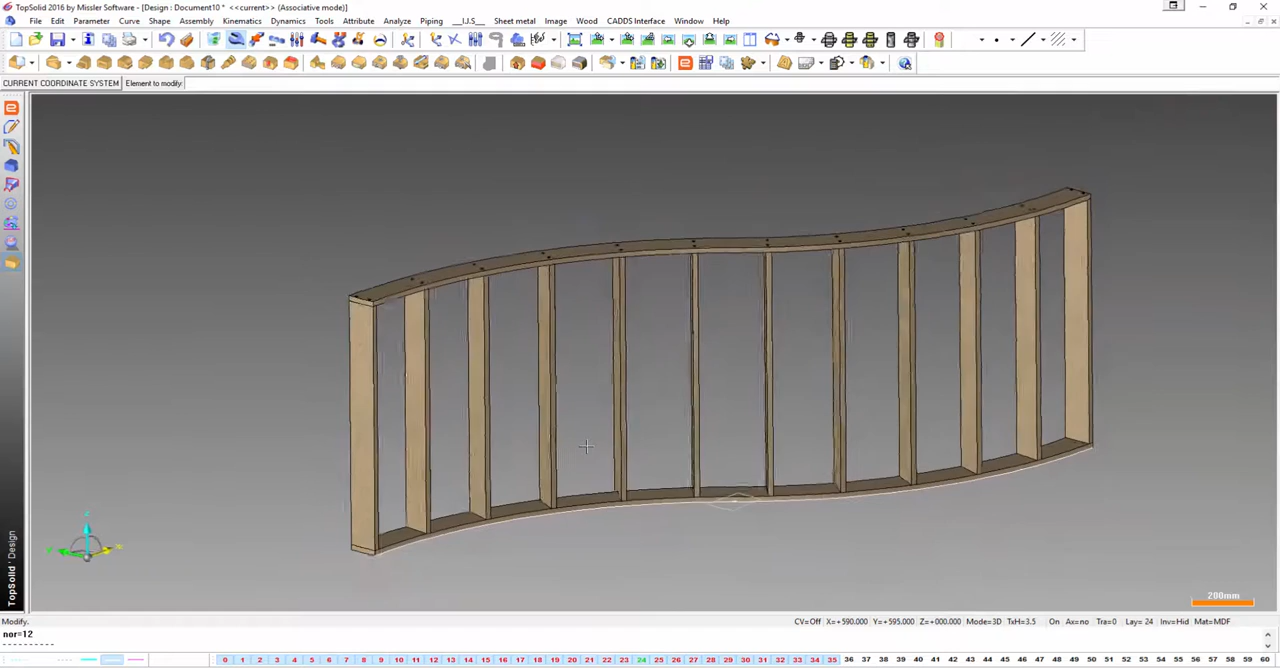 TopSolid 2016 by Missler Software - [Design : Document10 * <<current>> (Associative mode)]
File Edit Parameter Curve Shape Assembly Kinematics Dynamics Tools Attribute Analyze Piping __I.J.S__ Sheet metal Image Wood CADDS Interface Window Help
CURRENT COORDINATE SYSTEM Element to modify:
TopSolid 'Design
200mm
Modify. CV=Off X=+590.000 Y=+595.000 Z=+000.000 Mode=3D TxH=3.5 On Ax=no Tra=0 Lay= 24 Inv=Hid Mat=MDF
nor=12
----------
0 1 2 3 4 5 6 7 8 9 10 11 12 13 14 15 16 17 18 19 20 21 22 23 24 25 26 27 28 29 30 31 32 33 34 35 36 37 38 39 40 41 42 43 44 45 46 47 48 49 50 51 52 53 54 55 56 57 58 59 60